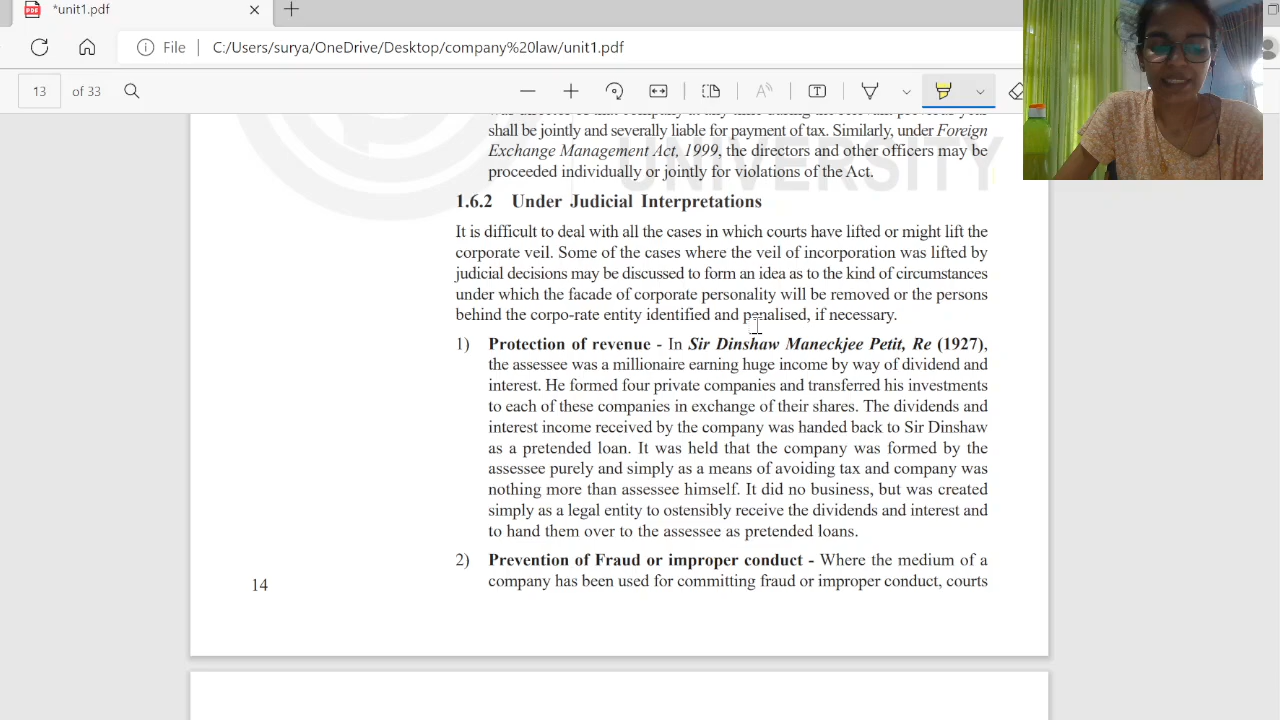 *unit1.pdf
File C:/Users/surya/OneDrive/Desktop/company%20law/unit1.pdf
13 of 33
shall be jointly and severally liable for payment of tax. Similarly, under Foreign
Exchange Management Act, 1999, the directors and other officers may be
proceeded individually or jointly for violations of the Act.
UNIVERSITY
1.6.2 Under Judicial Interpretations
It is difficult to deal with all the cases in which courts have lifted or might lift the
corporate veil. Some of the cases where the veil of incorporation was lifted by
judicial decisions may be discussed to form an idea as to the kind of circumstances
under which the facade of corporate personality will be removed or the persons
behind the corpo-rate entity identified and penalised, if necessary.
1) Protection of revenue - In Sir Dinshaw Maneckjee Petit, Re (1927),
the assessee was a millionaire earning huge income by way of dividend and
interest. He formed four private companies and transferred his investments
to each of these companies in exchange of their shares. The dividends and
interest income received by the company was handed back to Sir Dinshaw
as a pretended loan. It was held that the company was formed by the
assessee purely and simply as a means of avoiding tax and company was
nothing more than assessee himself. It did no business, but was created
simply as a legal entity to ostensibly receive the dividends and interest and
to hand them over to the assessee as pretended loans.
2) Prevention of Fraud or improper conduct - Where the medium of a
company has been used for committing fraud or improper conduct, courts
14